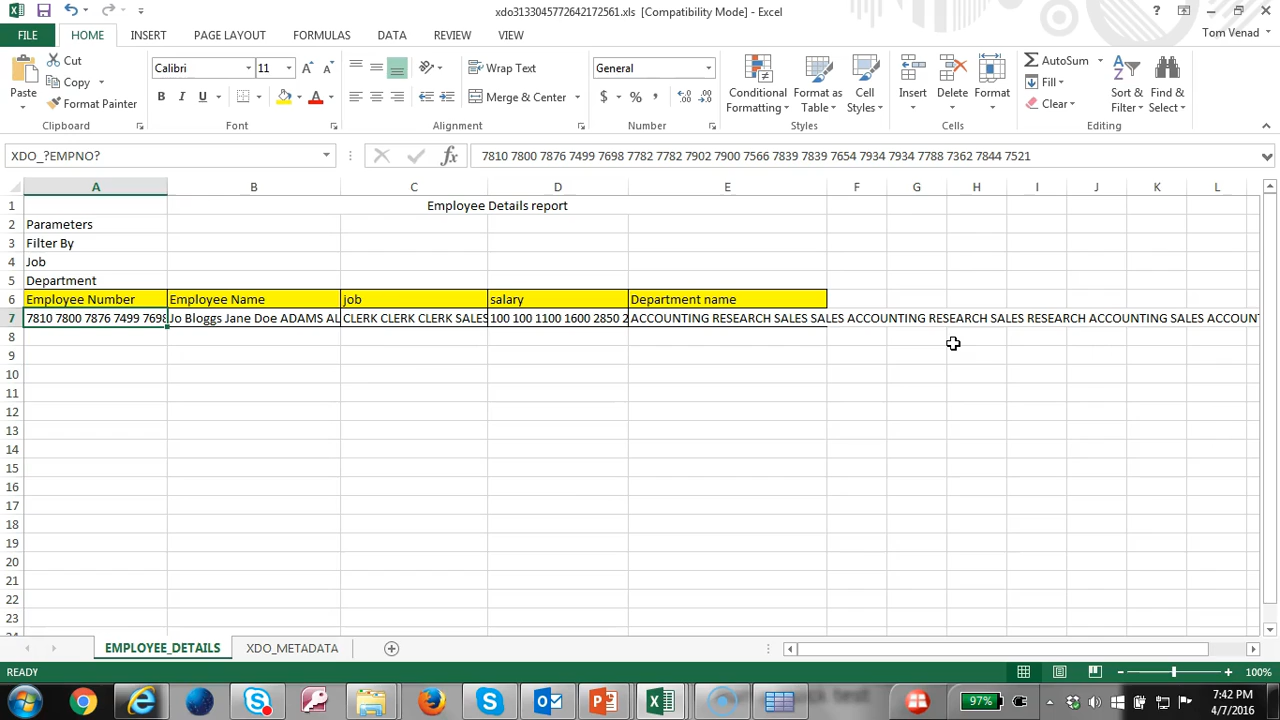 xdo3133045772642172561.xls [Compatibility Mode] - Excel
FILE HOME INSERT PAGE LAYOUT FORMULAS DATA REVIEW VIEW
Tom Venad
Paste
Cut
Copy
Format Painter
Clipboard
Calibri 11
B I U
Font
Wrap Text
Merge & Center
Alignment
General
$ % ,
Number
Conditional Formatting
Format as Table
Cell Styles
Styles
Insert Delete Format
Cells
AutoSum
Fill
Clear
Sort & Filter
Find & Select
Editing
XDO_?EMPNO?
fx
7810 7800 7876 7499 7698 7782 7782 7902 7900 7566 7839 7839 7654 7934 7934 7788 7362 7844 7521
A B C D E F G H I J K L
1 Employee Details report
2 Parameters
3 Filter By
4 Job
5 Department
6 Employee Number Employee Name job salary Department name
7 7810 7800 7876 7499 7698 Jo Bloggs Jane Doe ADAMS AL CLERK CLERK CLERK SALES 100 100 1100 1600 2850 2 ACCOUNTING RESEARCH SALES SALES ACCOUNTING RESEARCH SALES RESEARCH ACCOUNTING SALES ACCOUN
8
9
10
11
12
13
14
15
16
17
18
19
20
21
22
23
EMPLOYEE_DETAILS XDO_METADATA
READY
100%
97%
7:42 PM
4/7/2016